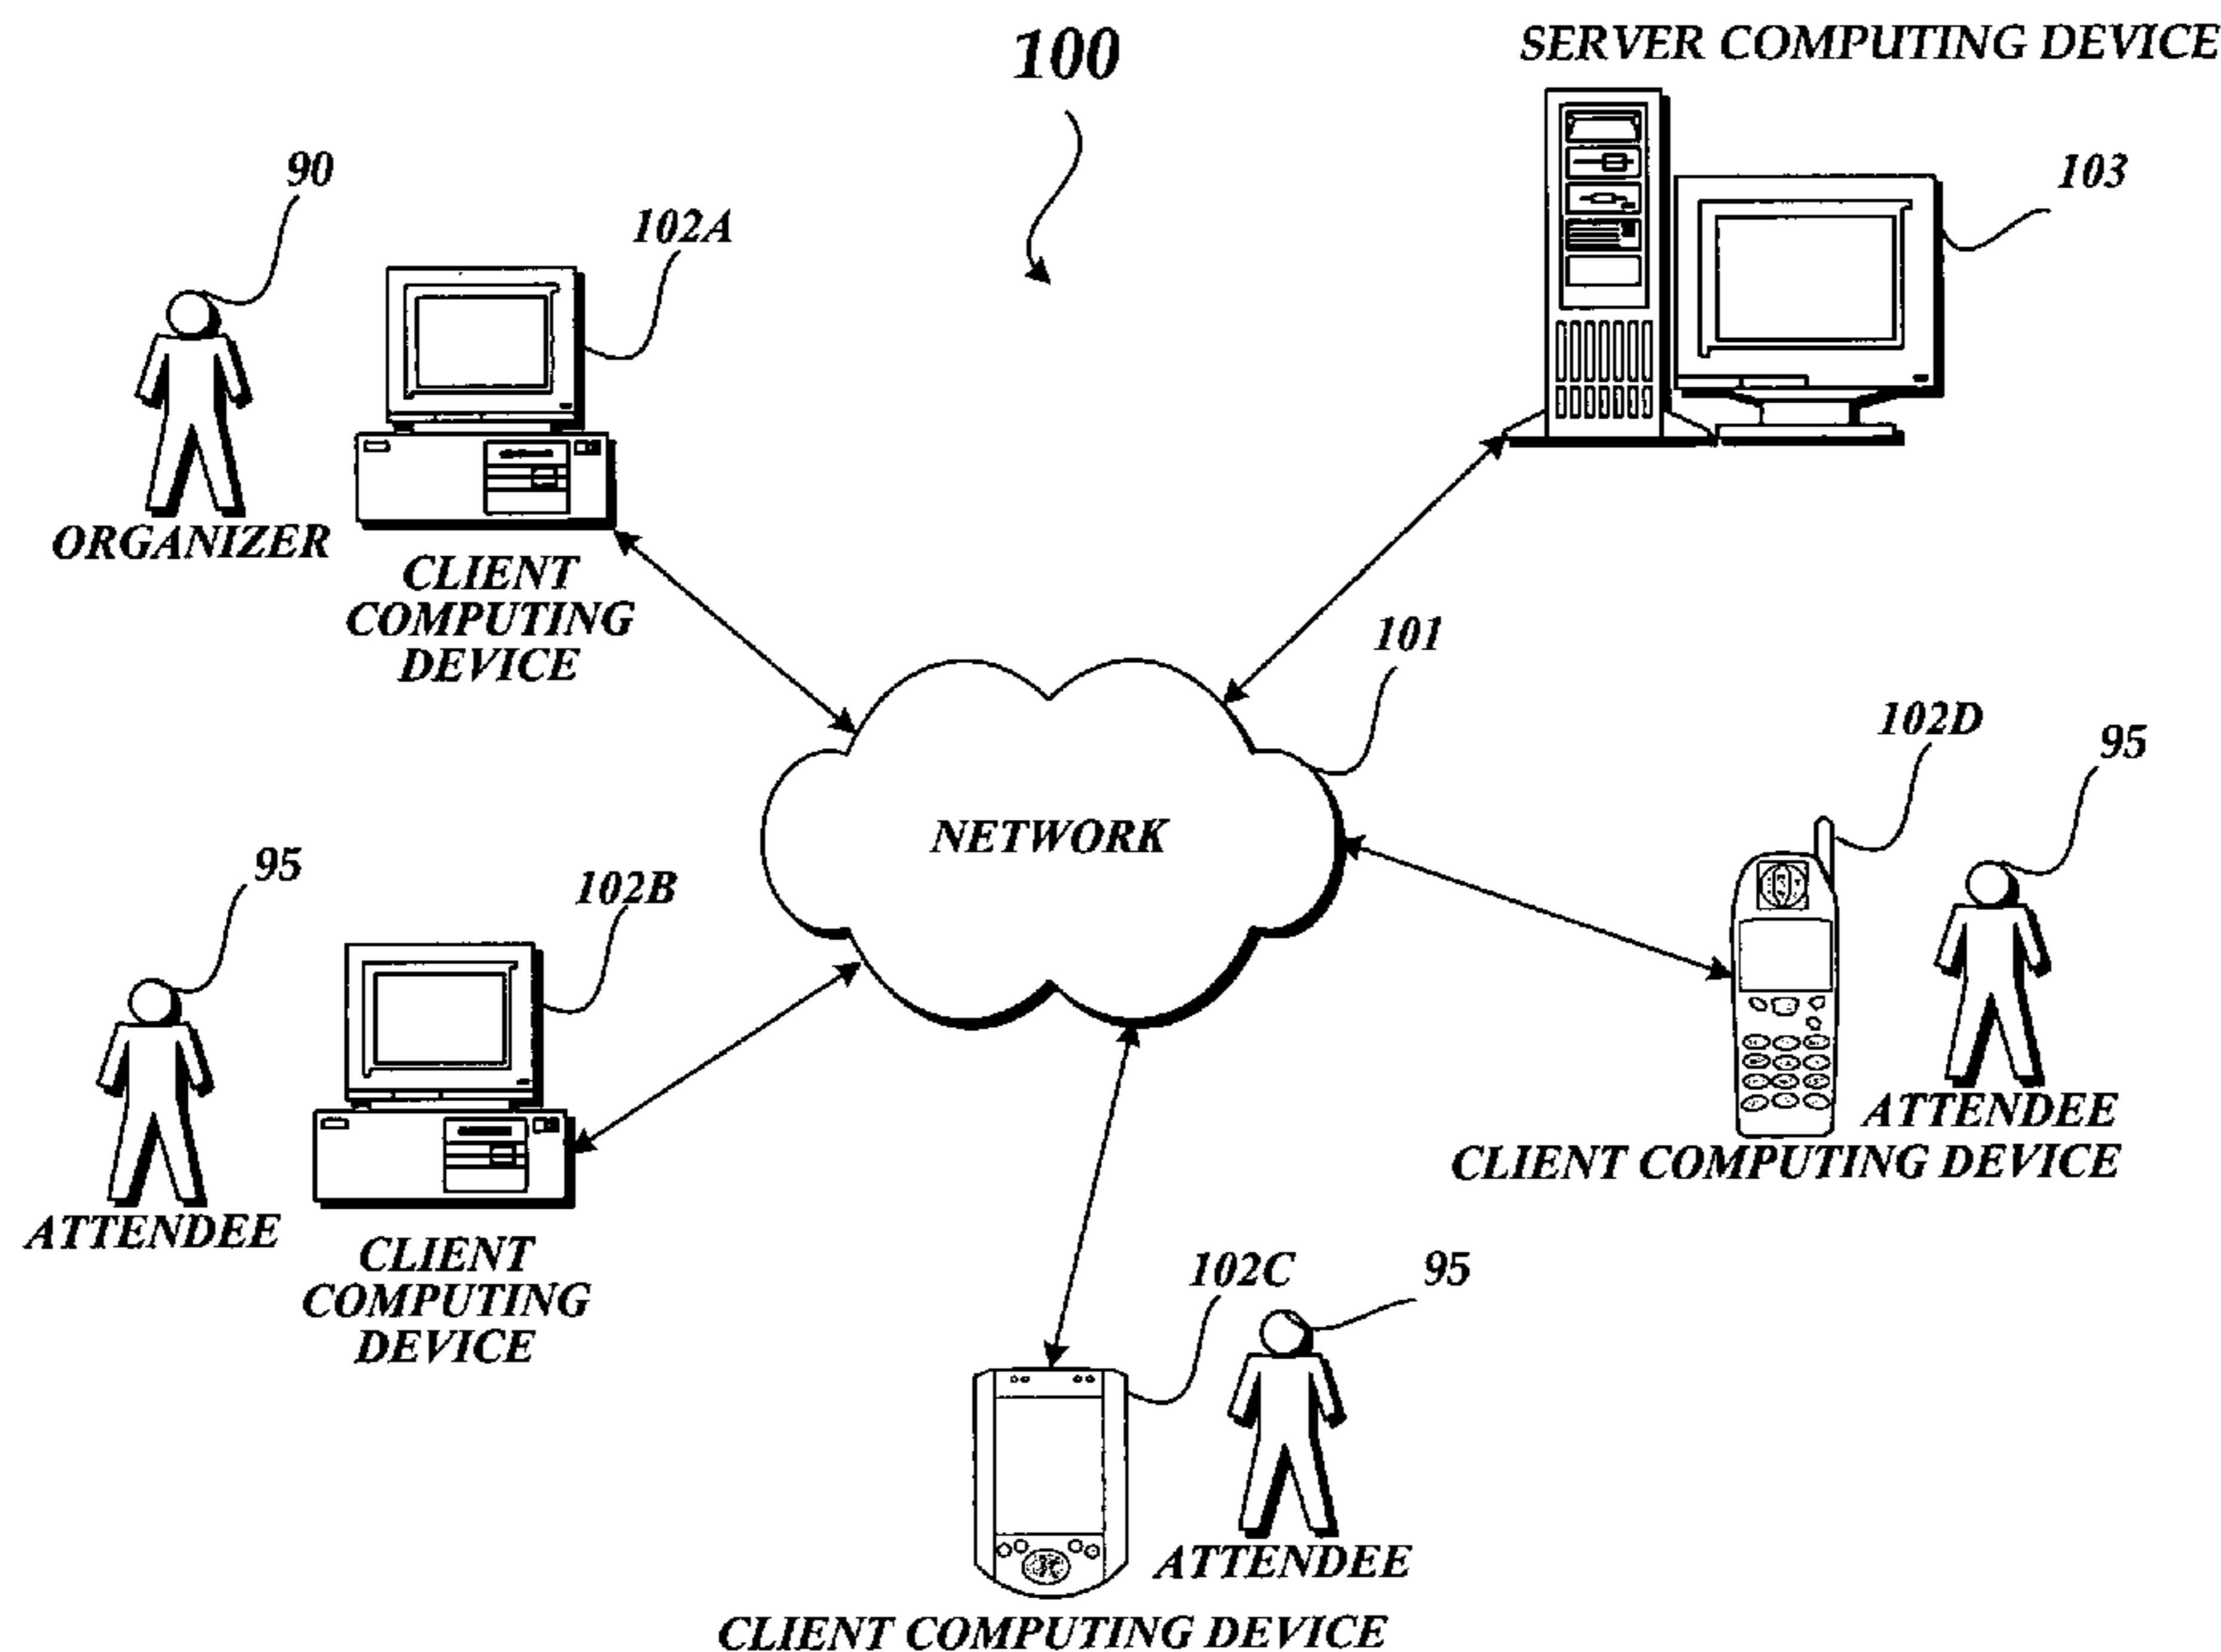 100
SERVER COMPUTING DEVICE
103
90
102A
ORGANIZER
CLIENT
COMPUTING
DEVICE
101
NETWORK
102D
95
ATTENDEE
CLIENT COMPUTING DEVICE
95
102B
ATTENDEE
CLIENT
COMPUTING
DEVICE
102C
95
ATTENDEE
CLIENT COMPUTING DEVICE